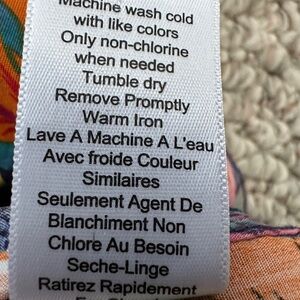 Machine wash cold
with like colors
Only non-chlorine
when needed
Tumble dry
Remove Promptly
Warm Iron
Lave A Machine A L'eau
Avec froide Couleur
Similaires
Seulement Agent De
Blanchiment Non
Chlore Au Besoin
Seche-Linge
Ratirez Rapidement